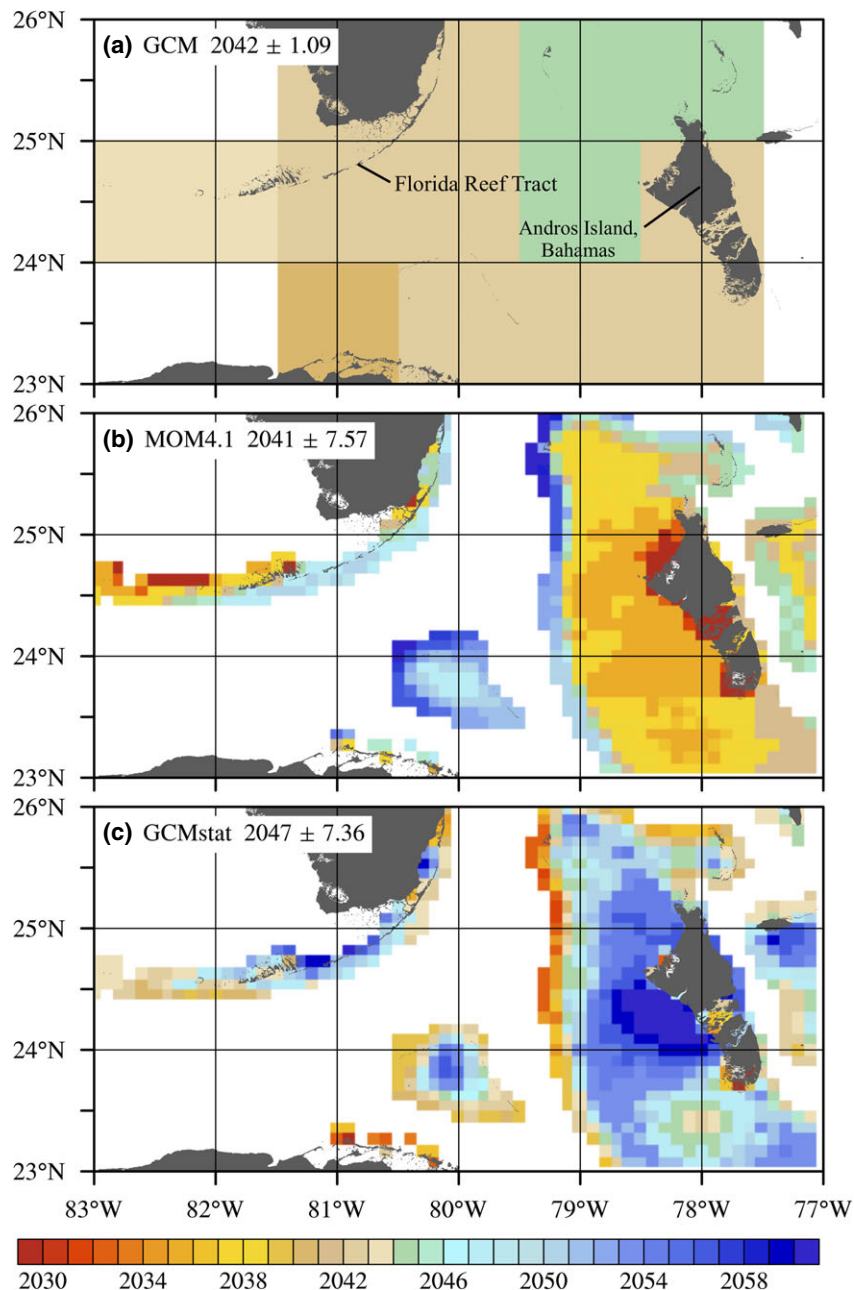 26°N
(a) GCM 2042 ± 1.09
25°N
Florida Reef Tract
Andros Island,
Bahamas
24°N
23°N
26°N
(b) MOM4.1 2041 ± 7.57
25°N
24°N
23°N
26°N
(c) GCMstat 2047 ± 7.36
25°N
24°N
23°N
83°W 82°W 81°W 80°W 79°W 78°W 77°W
2030 2034 2038 2042 2046 2050 2054 2058